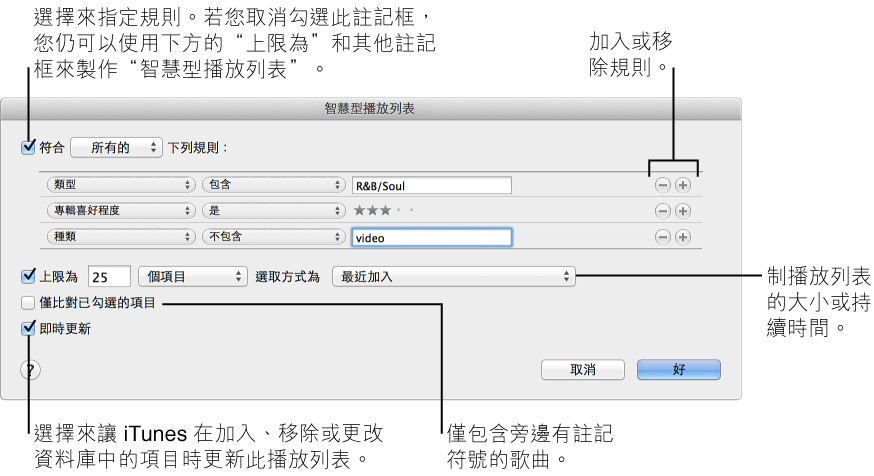 選擇來指定規則。若您取消勾選此註記框，
您仍可以使用下方的“上限為”和其他註記
框來製作“智慧型播放列表”。
加入或移
除規則。
智慧型播放列表
符合 所有的 下列規則：
類型 包含 R&B/Soul
專輯喜好程度 是 ★★★··
種類 不包含 video
上限為 25 個項目 選取方式為 最近加入
僅比對已勾選的項目
即時更新
制播放列表
的大小或持
續時間。
? 取消 好
選擇來讓 iTunes 在加入、移除或更改
資料庫中的項目時更新此播放列表。
僅包含旁邊有註記
符號的歌曲。